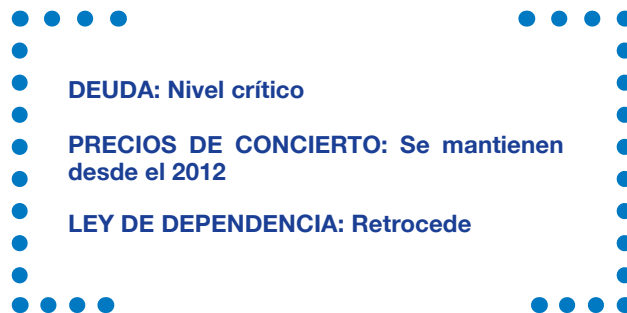 DEUDA: Nivel crítico
PRECIOS DE CONCIERTO: Se mantienen
desde el 2012
LEY DE DEPENDENCIA: Retrocede